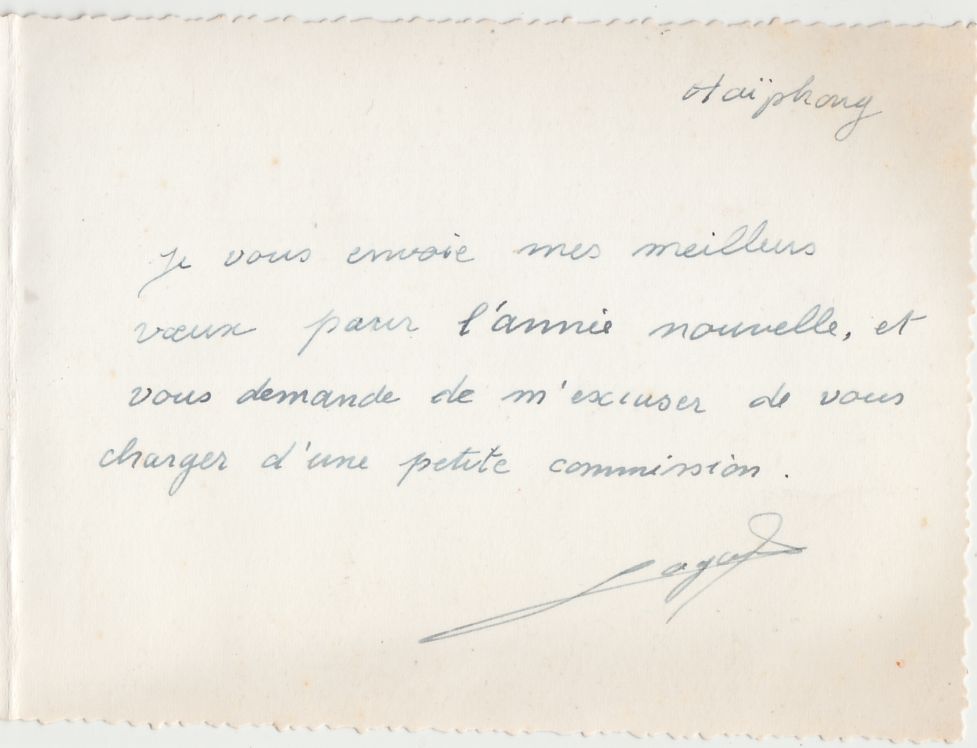 Haïphong
Je vous envoie mes meilleurs
vœux pour l'année nouvelle, et
vous demande de m'excuser de vous
charger d'une petite commission.